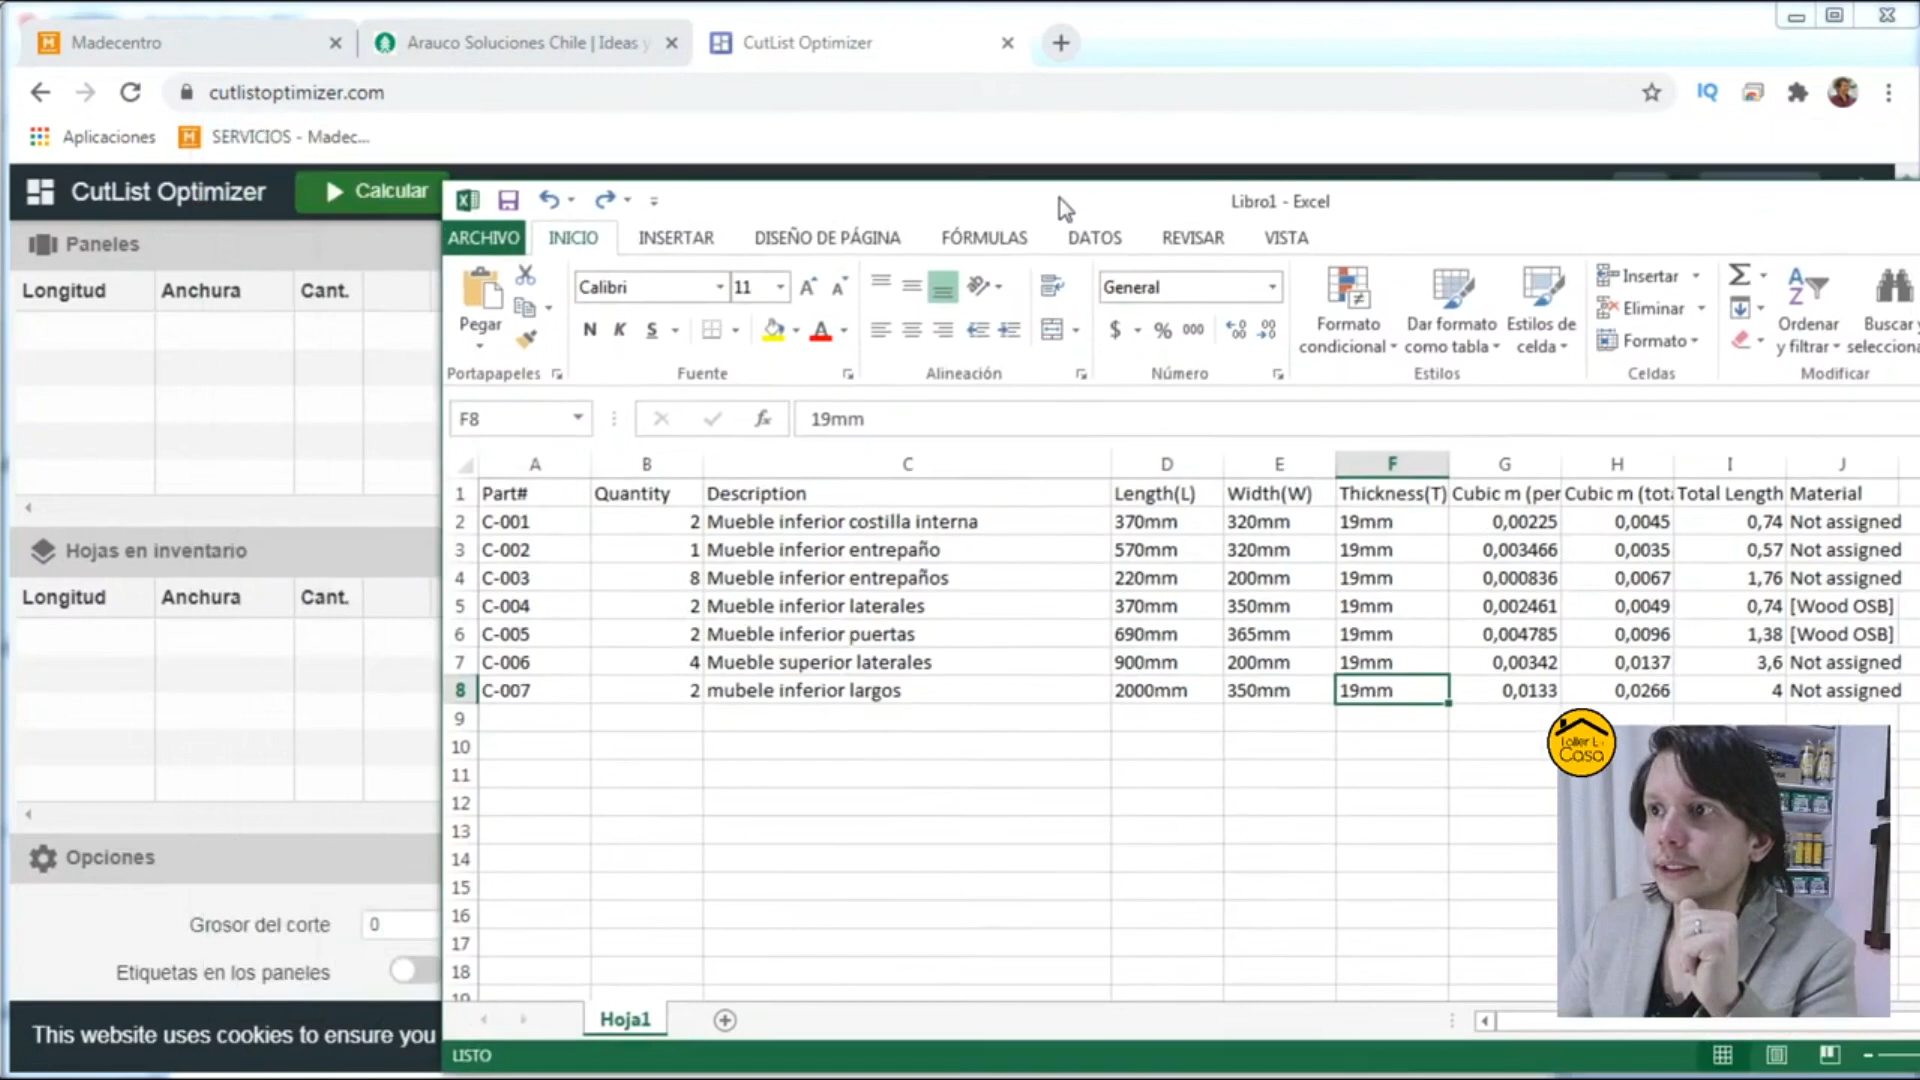 Madecentro
Arauco Soluciones Chile | Ideas y
CutList Optimizer
cutlistoptimizer.com
IQ
Aplicaciones
SERVICIOS - Madec...
CutList Optimizer
Calcular
Paneles
Longitud Anchura Cant.
Hojas en inventario
Longitud Anchura Cant.
Opciones
Grosor del corte 0
Etiquetas en los paneles
This website uses cookies to ensure you
Libro1 - Excel
ARCHIVO INICIO INSERTAR DISEÑO DE PÁGINA FÓRMULAS DATOS REVISAR VISTA
Pegar
Portapapeles
Calibri 11
N K S
Fuente
Alineación
General
$ % 000
Número
Formato condicional
Dar formato como tabla
Estilos de celda
Estilos
Insertar
Eliminar
Formato
Celdas
Ordenar y filtrar
Buscar y selecciona
Modificar
F8 fx 19mm
A B C D E F G H I J
1 Part# Quantity Description Length(L) Width(W) Thickness(T) Cubic m (per Cubic m (tota Total Length Material
2 C-001 2 Mueble inferior costilla interna 370mm 320mm 19mm 0,00225 0,0045 0,74 Not assigned
3 C-002 1 Mueble inferior entrepaño 570mm 320mm 19mm 0,003466 0,0035 0,57 Not assigned
4 C-003 8 Mueble inferior entrepaños 220mm 200mm 19mm 0,000836 0,0067 1,76 Not assigned
5 C-004 2 Mueble inferior laterales 370mm 350mm 19mm 0,002461 0,0049 0,74 [Wood OSB]
6 C-005 2 Mueble inferior puertas 690mm 365mm 19mm 0,004785 0,0096 1,38 [Wood OSB]
7 C-006 4 Mueble superior laterales 900mm 200mm 19mm 0,00342 0,0137 3,6 Not assigned
8 C-007 2 mubele inferior largos 2000mm 350mm 19mm 0,0133 0,0266 4 Not assigned
9
10
11
12
13
14
15
16
17
18
19
Casa
Hoja1
LISTO